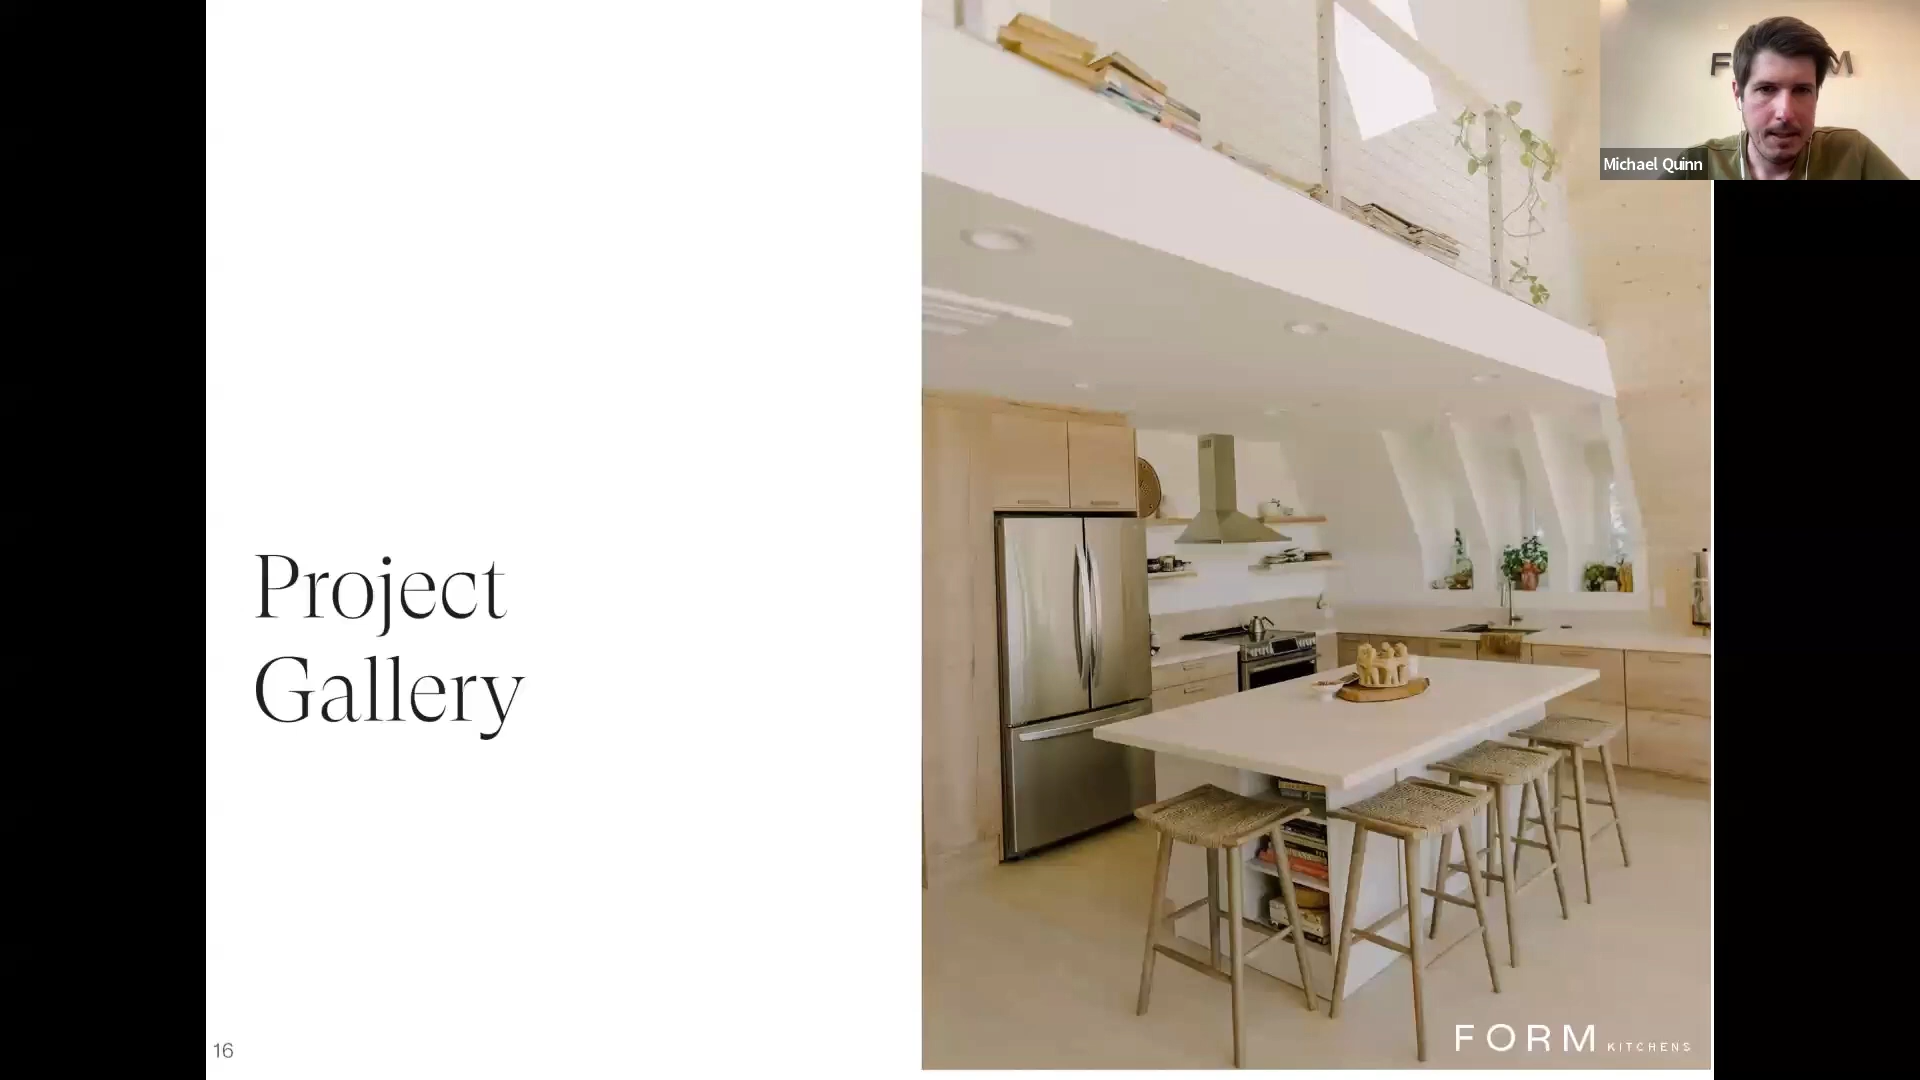 F M
Michael Quinn
Project
Gallery
16
FORM KITCHENS